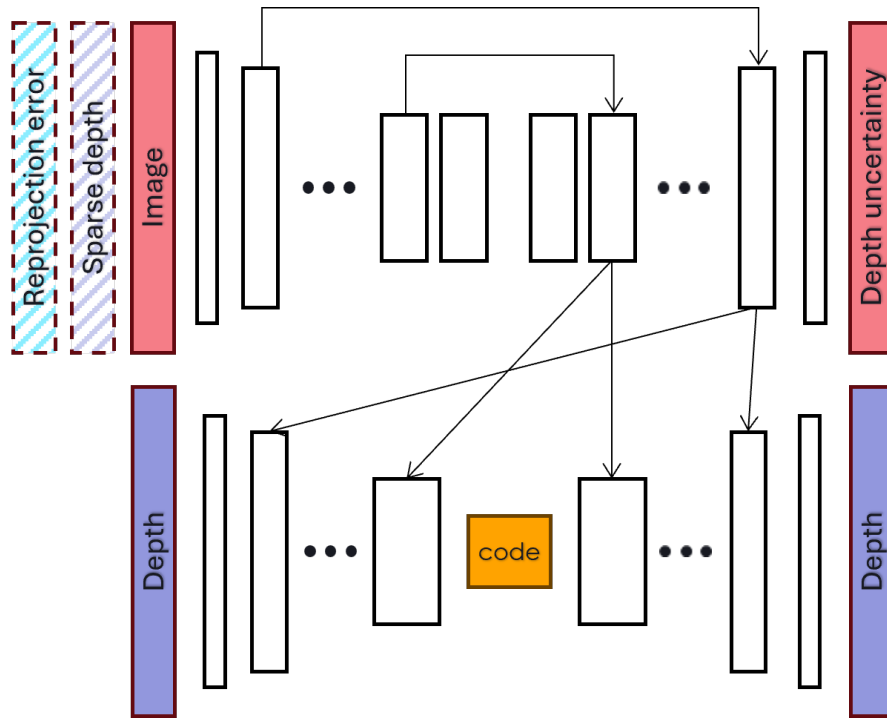 Reprojection error
Sparse depth
Image
Depth uncertainty
Depth
code
Depth